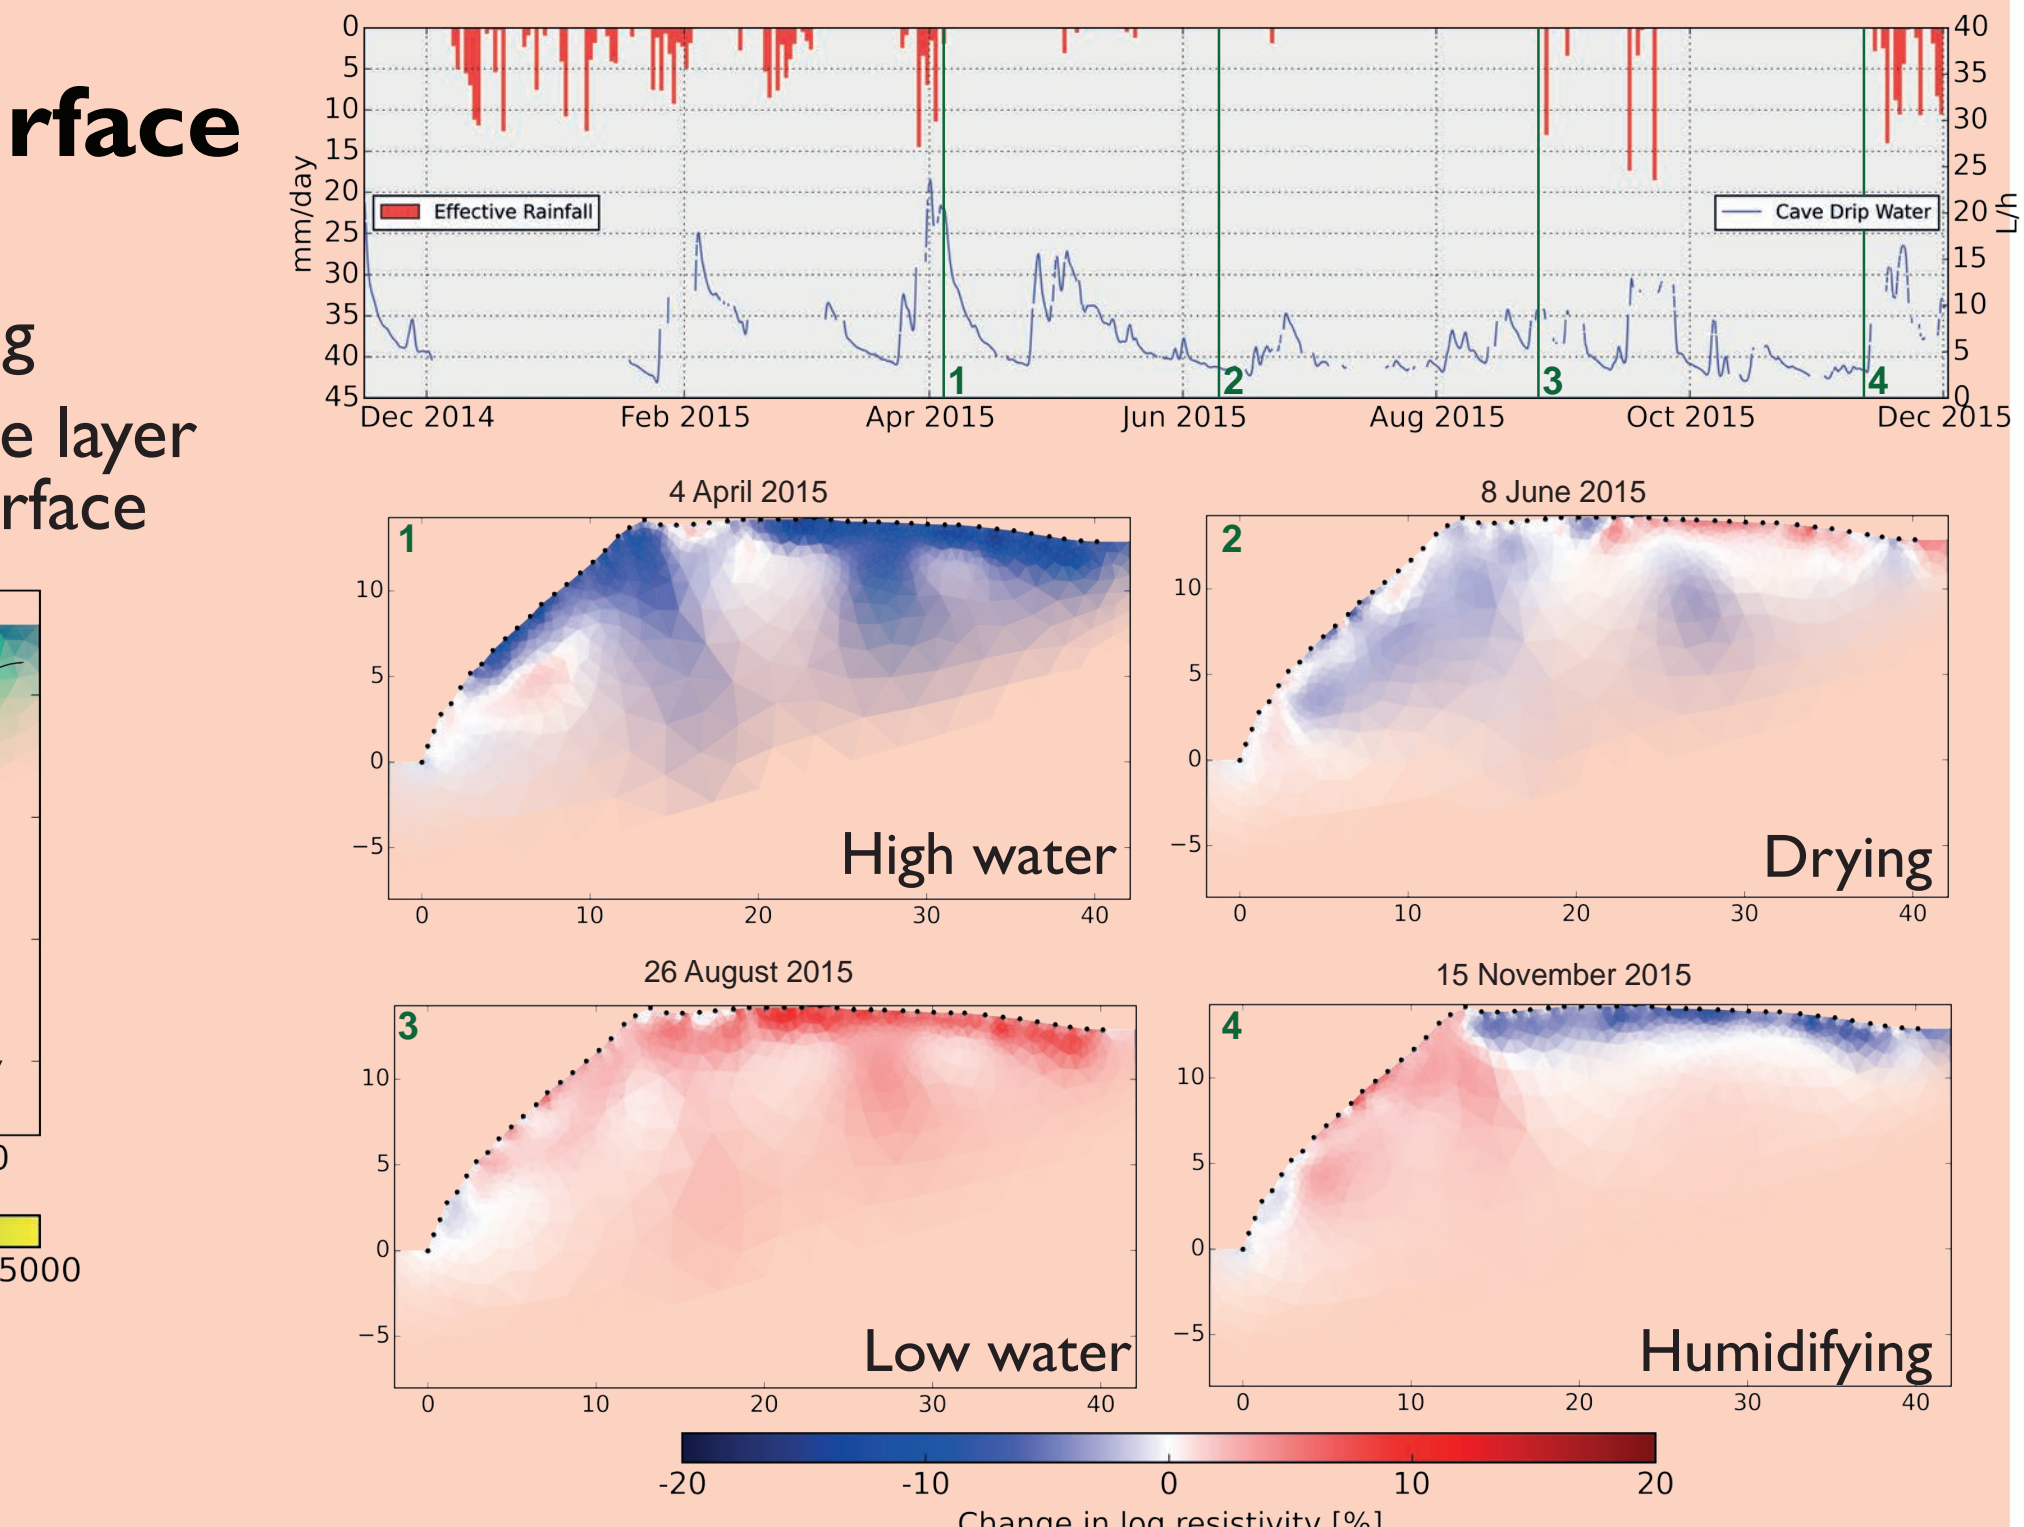 rface
g
e layer
rface
0
5000
0
5
10
15
20
25
30
35
40
45
mm/day
Effective Rainfall
Cave Drip Water
40
35
30
25
20
15
10
5
0
L/h
1
2
3
4
Dec 2014 Feb 2015 Apr 2015 Jun 2015 Aug 2015 Oct 2015 Dec 2015
4 April 2015
1
10
5
0
−5
High water
0 10 20 30 40
8 June 2015
2
10
5
0
−5
Drying
0 10 20 30 40
26 August 2015
3
10
5
0
−5
Low water
0 10 20 30 40
15 November 2015
4
10
5
0
−5
Humidifying
0 10 20 30 40
-20 -10 0 10 20
Change in log resistivity [%]